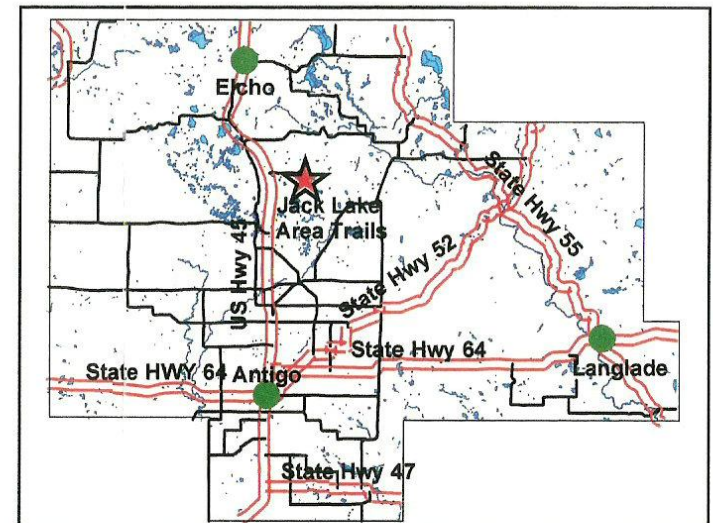 Elcho
Jack Lake
Area Trails
US Hwy 45
State Hwy 52
State Hwy 55
State Hwy 64
State HWY 64
Antigo
Langlade
State Hwy 47